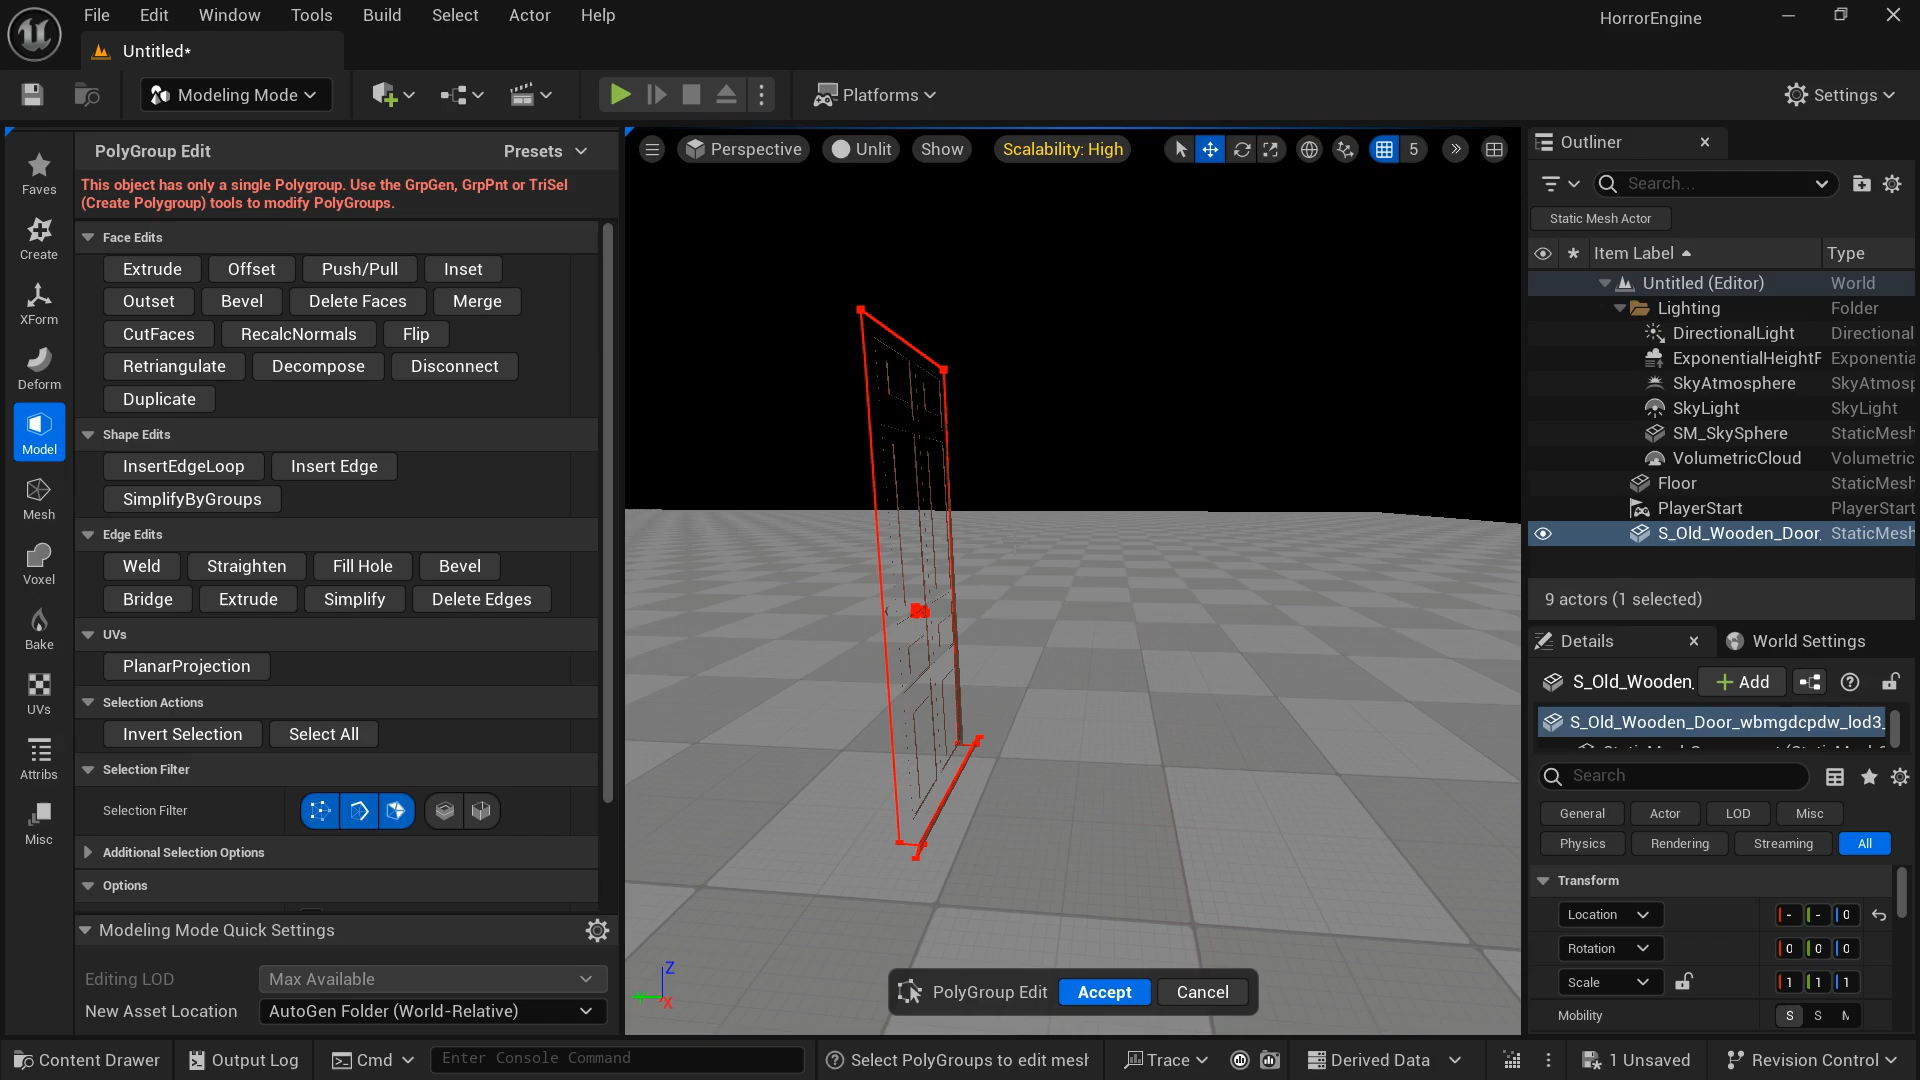 File Edit Window Tools Build Select Actor Help
HorrorEngine
Untitled*
Modeling Mode
Platforms
Settings
PolyGroup Edit
Presets
This object has only a single Polygroup. Use the GrpGen, GrpPnt or TriSel
(Create Polygroup) tools to modify PolyGroups.
Faves
Create
XForm
Deform
Model
Mesh
Voxel
Bake
UVs
Attribs
Misc
Face Edits
Extrude Offset Push/Pull Inset
Outset Bevel Delete Faces Merge
CutFaces RecalcNormals Flip
Retriangulate Decompose Disconnect
Duplicate
Shape Edits
InsertEdgeLoop Insert Edge
SimplifyByGroups
Edge Edits
Weld Straighten Fill Hole Bevel
Bridge Extrude Simplify Delete Edges
UVs
PlanarProjection
Selection Actions
Invert Selection Select All
Selection Filter
Selection Filter
Additional Selection Options
Options
Modeling Mode Quick Settings
Editing LOD Max Available
New Asset Location AutoGen Folder (World-Relative)
Perspective Unlit Show Scalability: High 5
Z
X
PolyGroup Edit Accept Cancel
Outliner
Search...
Static Mesh Actor
Item Label Type
Untitled (Editor) World
Lighting Folder
DirectionalLight Directional
ExponentialHeightF Exponentia
SkyAtmosphere SkyAtmosp
SkyLight SkyLight
SM_SkySphere StaticMesh
VolumetricCloud Volumetric
Floor StaticMesh
PlayerStart PlayerStart
S_Old_Wooden_Door_ StaticMesh
9 actors (1 selected)
Details World Settings
S_Old_Wooden_ Add
S_Old_Wooden_Door_wbmgdcpdw_lod3_
Search
General Actor LOD Misc
Physics Rendering Streaming All
Transform
Location - - 0
Rotation 0 0 0
Scale 1 1 1
Mobility S S M
Content Drawer Output Log Cmd Enter Console Command Select PolyGroups to edit mesh Trace Derived Data 1 Unsaved Revision Control